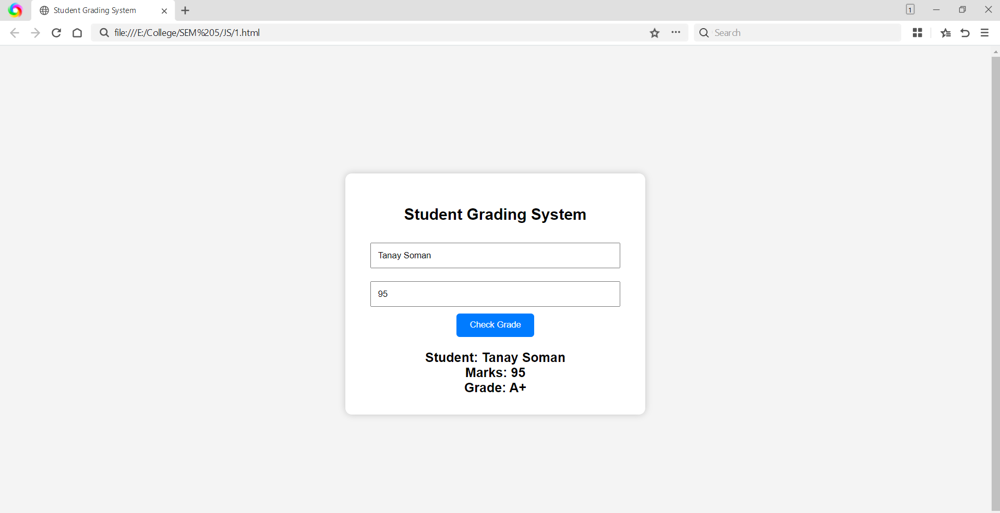 Student Grading System
1
file:///E:/College/SEM%205/JS/1.html
Search
Student Grading System
Tanay Soman
95
Check Grade
Student: Tanay Soman
Marks: 95
Grade: A+